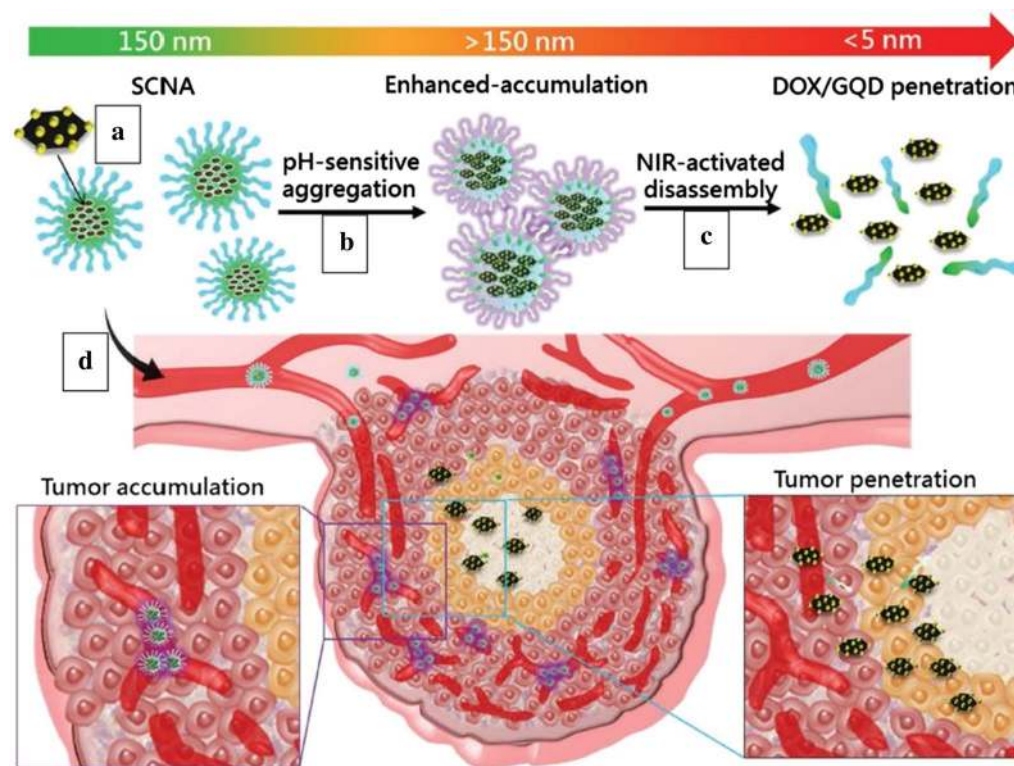 150 nm >150 nm <5 nm
SCNA Enhanced-accumulation DOX/GQD penetration
a
pH-sensitive
aggregation
b
NIR-activated
disassembly
c
d
Tumor accumulation
Tumor penetration